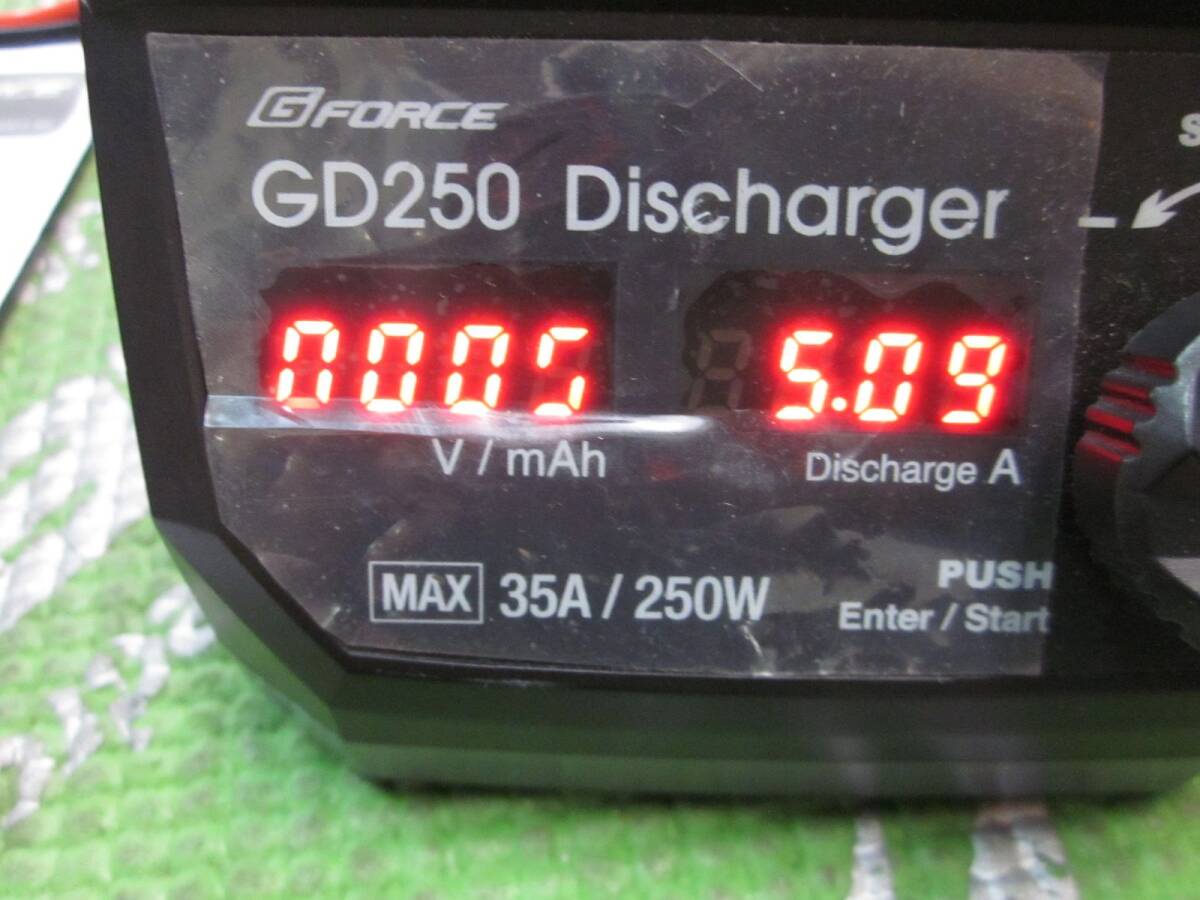 GFORCE
GD250 Discharger
0005 5.09
V / mAh Discharge A
MAX 35A / 250W
PUSH
Enter / Start